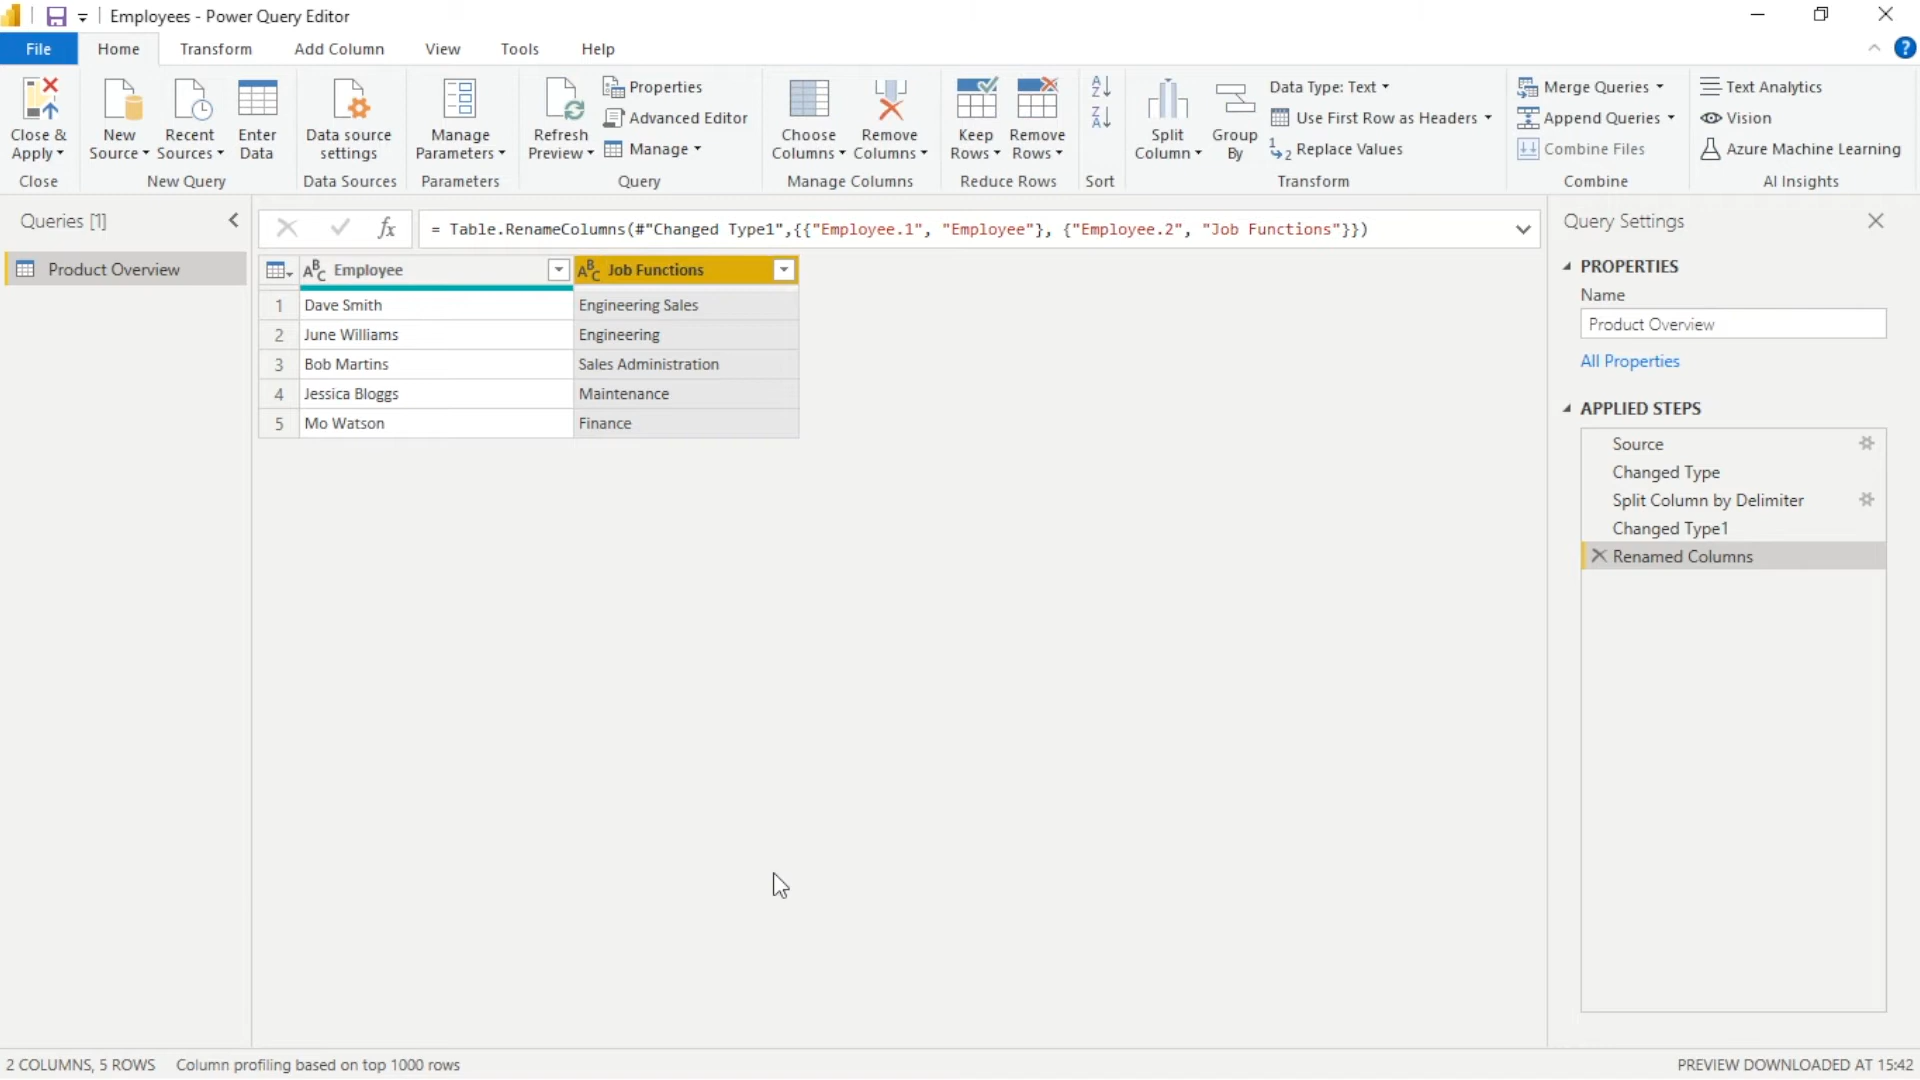 Employees - Power Query Editor
File Home Transform Add Column View Tools Help
Close & Apply
Close
New Source
Recent Sources
Enter Data
New Query
Data source settings
Data Sources
Manage Parameters
Parameters
Refresh Preview
Properties
Advanced Editor
Manage
Query
Choose Columns
Remove Columns
Manage Columns
Keep Rows
Remove Rows
Reduce Rows
Sort
Split Column
Group By
Data Type: Text
Use First Row as Headers
Replace Values
Transform
Merge Queries
Append Queries
Combine Files
Combine
Text Analytics
Vision
Azure Machine Learning
AI Insights
Queries [1]
Product Overview
fx
= Table.RenameColumns(#"Changed Type1",{{"Employee.1", "Employee"}, {"Employee.2", "Job Functions"}})
ABC Employee ABC Job Functions
1 Dave Smith Engineering Sales
2 June Williams Engineering
3 Bob Martins Sales Administration
4 Jessica Bloggs Maintenance
5 Mo Watson Finance
Query Settings
PROPERTIES
Name
Product Overview
All Properties
APPLIED STEPS
Source
Changed Type
Split Column by Delimiter
Changed Type1
Renamed Columns
2 COLUMNS, 5 ROWS Column profiling based on top 1000 rows
PREVIEW DOWNLOADED AT 15:42